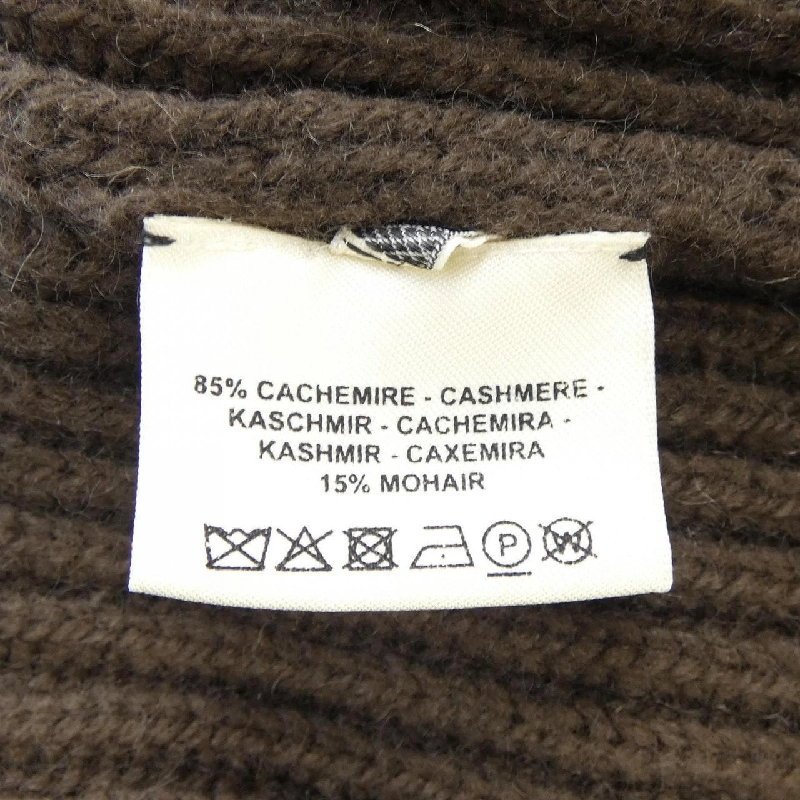 85% CACHEMIRE - CASHMERE -
KASCHMIR - CACHEMIRA -
KASHMIR - CAXEMIRA
15% MOHAIR
P W